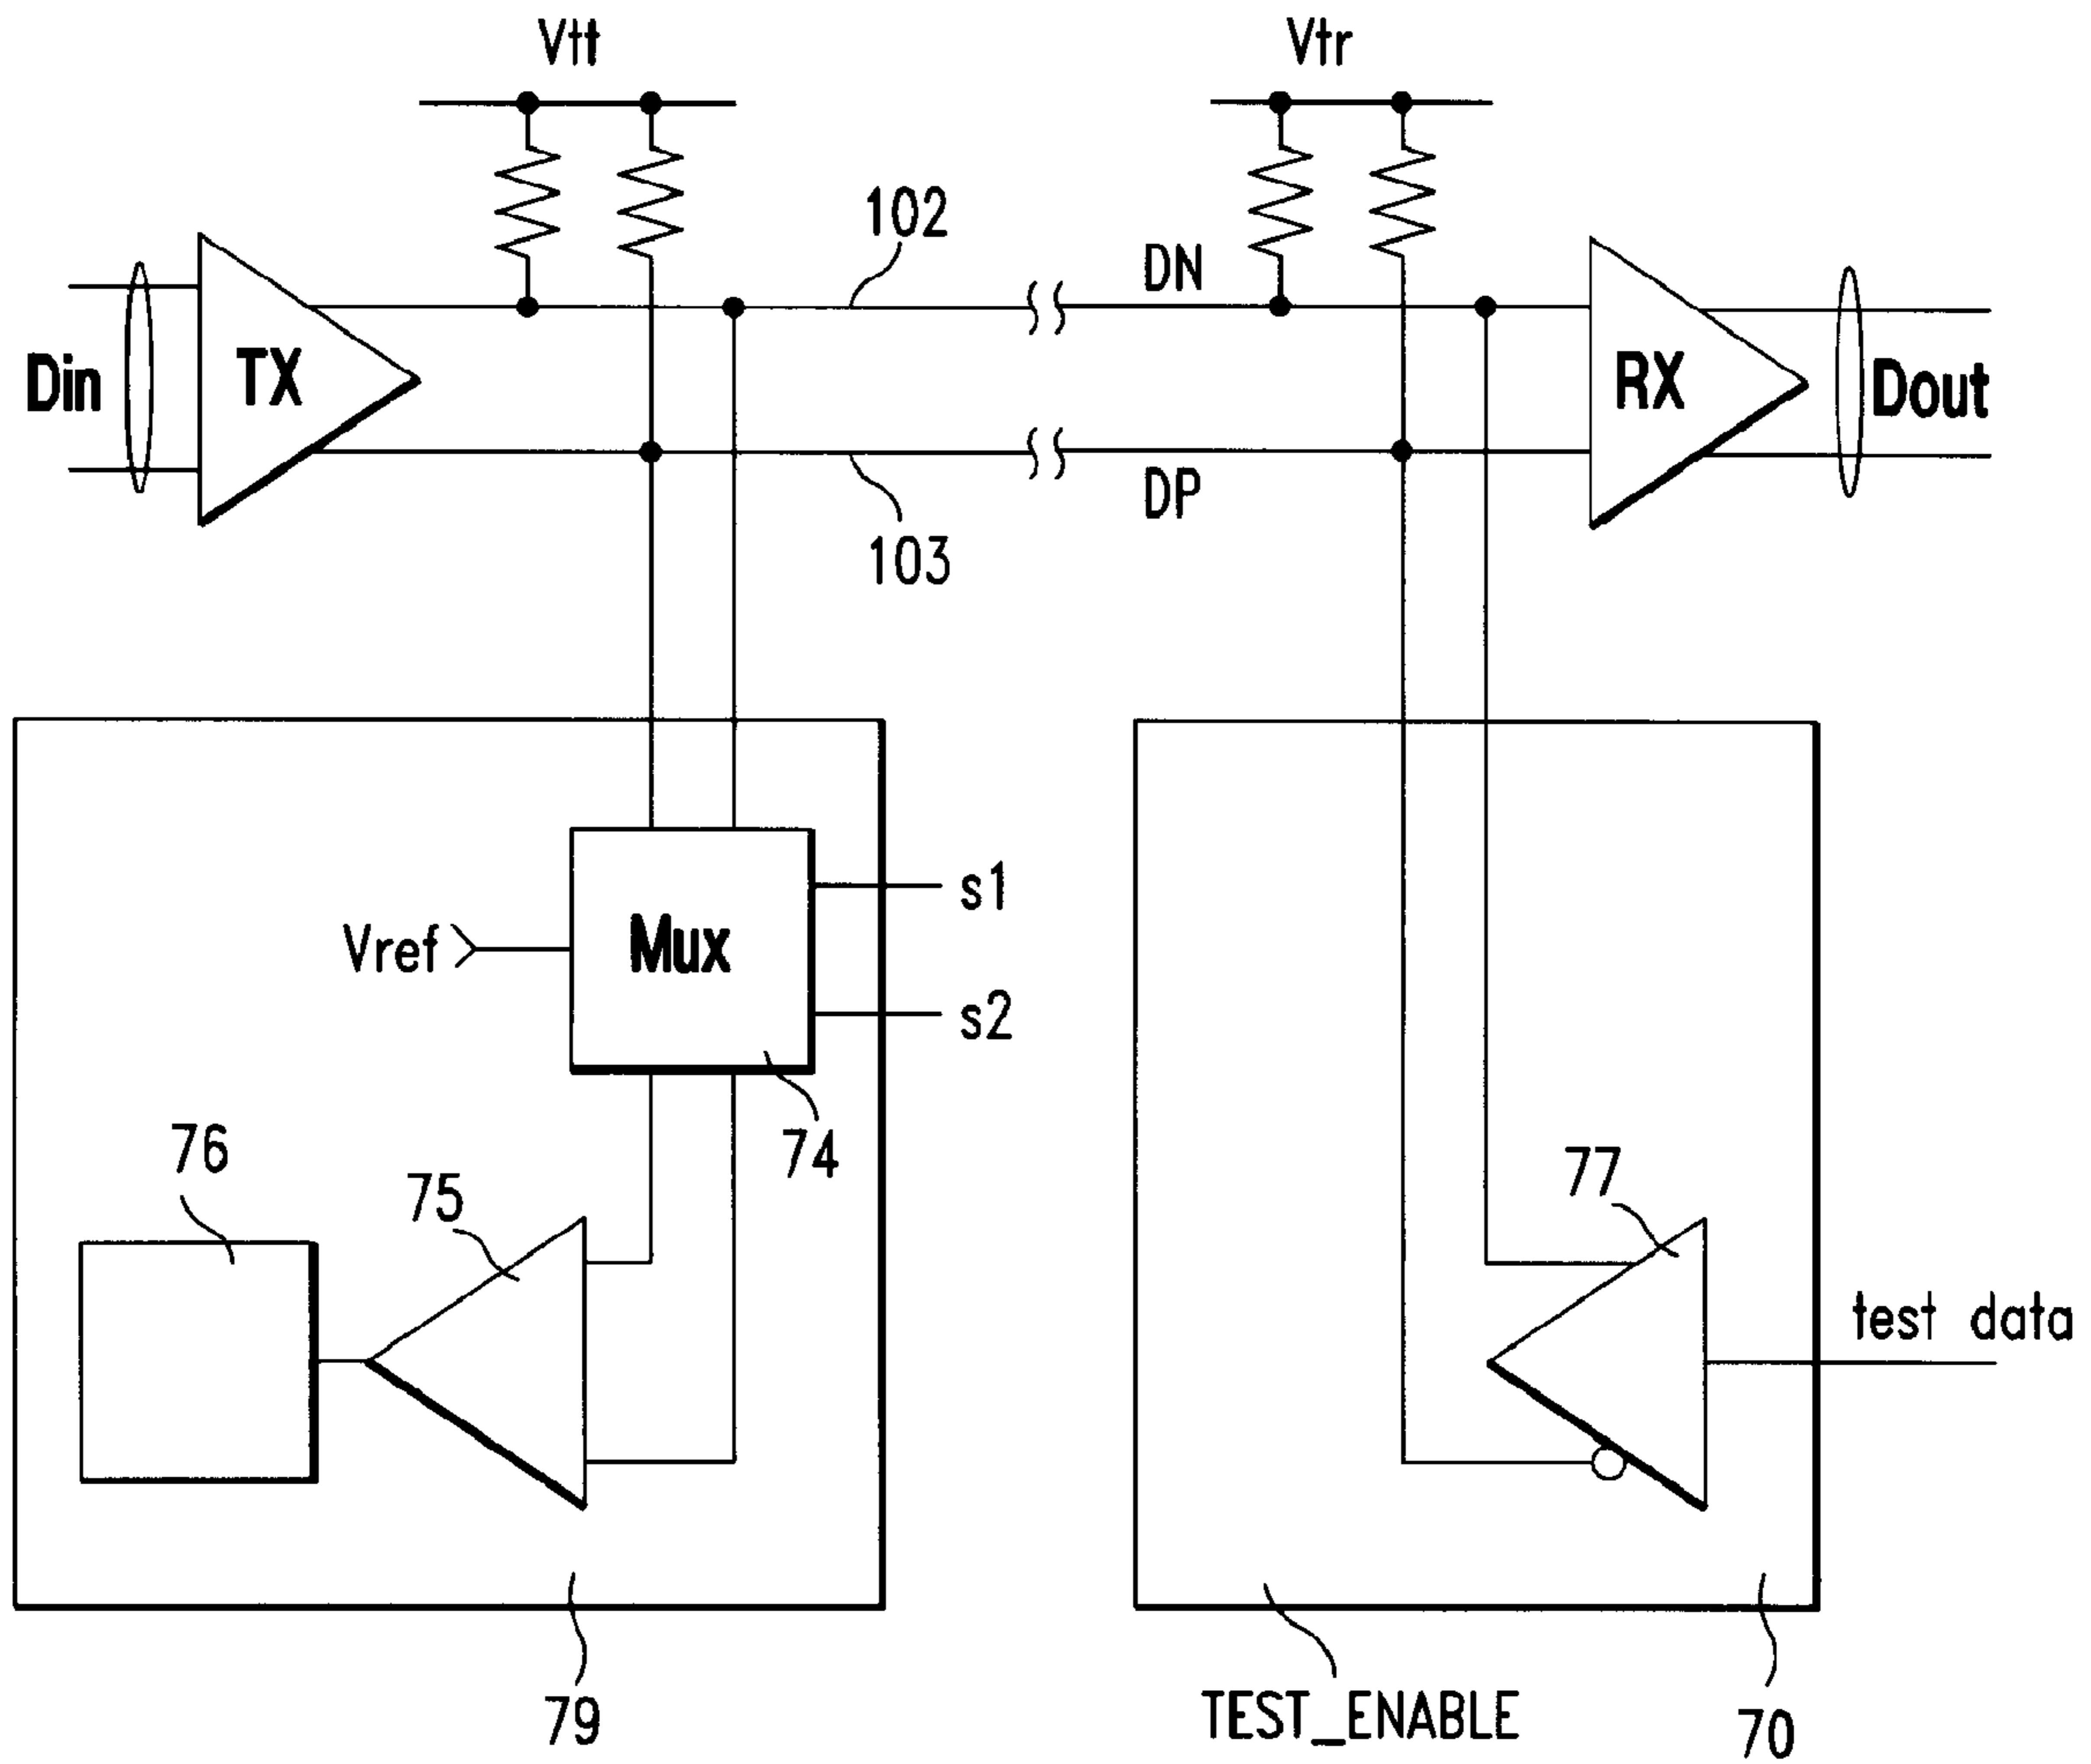 Vtt
Vtr
102
DN
Din
TX
RX
Dout
DP
103
s1
Vref
Mux
s2
74
76
75
77
test data
79
TEST_ENABLE
70